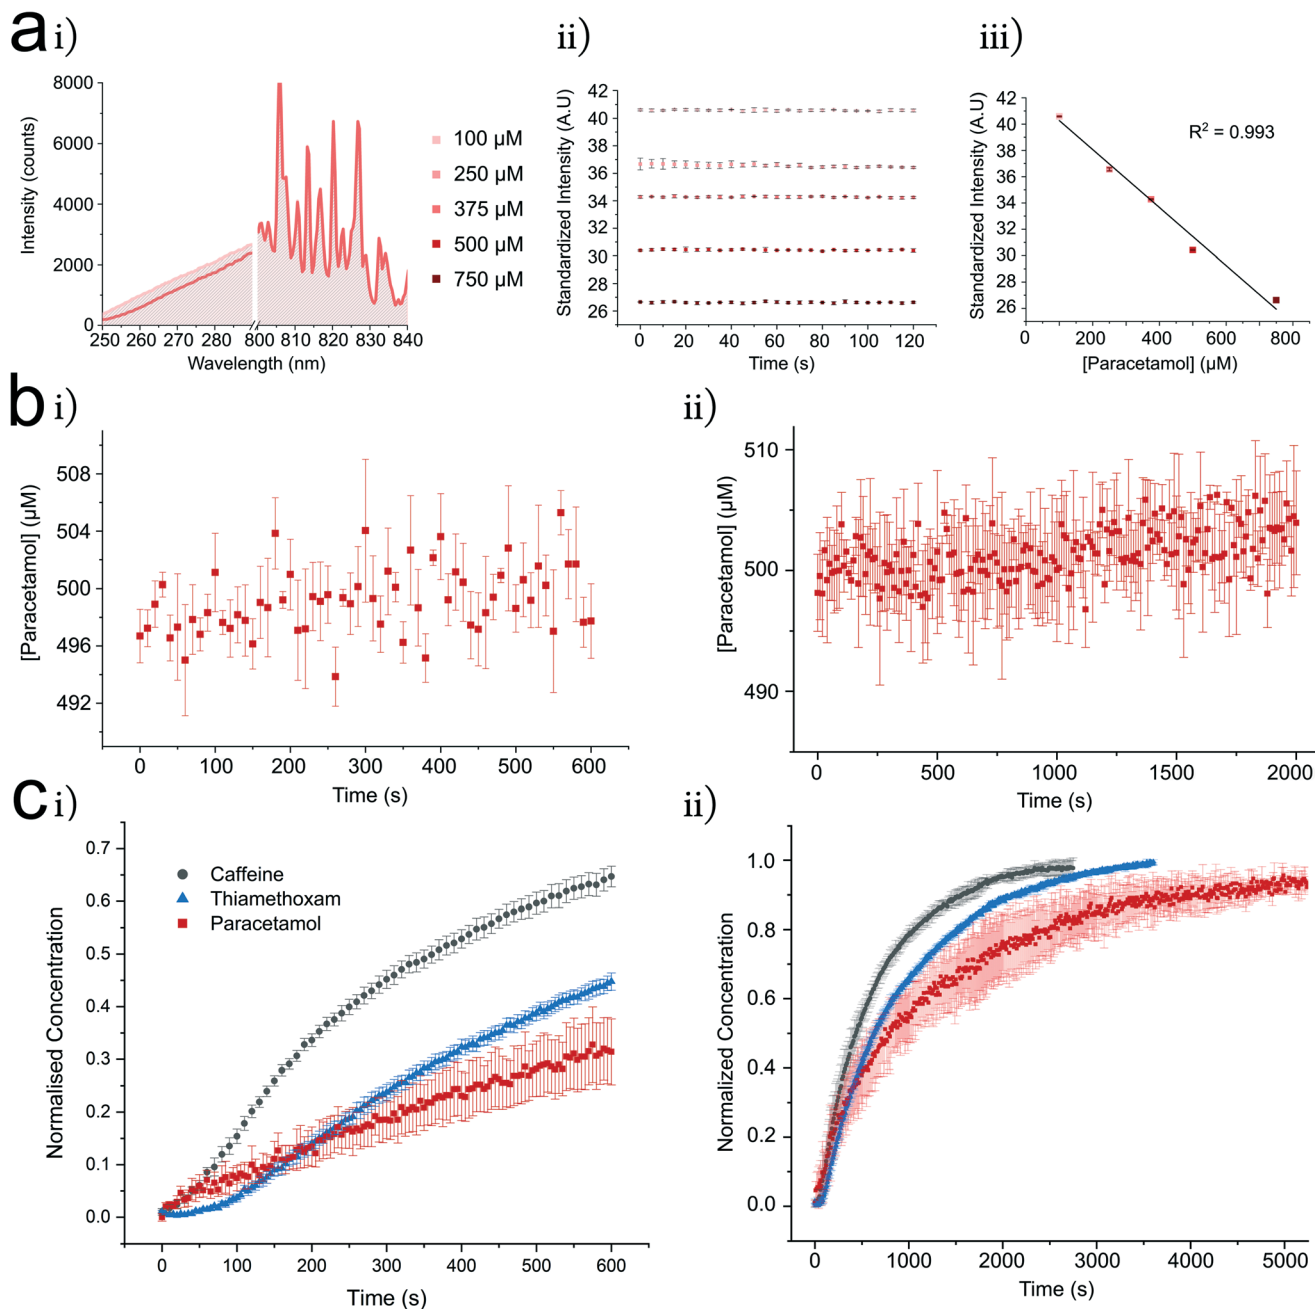 a i)
ii)
iii)
8000
6000
4000
2000
0
Intensity (counts)
250 260 270 280 800 810 820 830 840
Wavelength (nm)
100 µM
250 µM
375 µM
500 µM
750 µM
42
40
38
36
34
32
30
28
26
Standardized Intensity (A.U)
0 20 40 60 80 100 120
Time (s)
42
40
38
36
34
32
30
28
26
Standardized Intensity (A.U)
R² = 0.993
0 200 400 600 800
[Paracetamol] (µM)
b i)
ii)
508
504
500
496
492
[Paracetamol] (µM)
0 100 200 300 400 500 600
Time (s)
510
500
490
[Paracetamol] (µM)
0 500 1000 1500 2000
Time (s)
c i)
ii)
0.7
0.6
0.5
0.4
0.3
0.2
0.1
0.0
Normalised Concentration
Caffeine
Thiamethoxam
Paracetamol
0 100 200 300 400 500 600
Time (s)
1.0
0.8
0.6
0.4
0.2
0.0
Normalized Concentration
0 1000 2000 3000 4000 5000
Time (s)